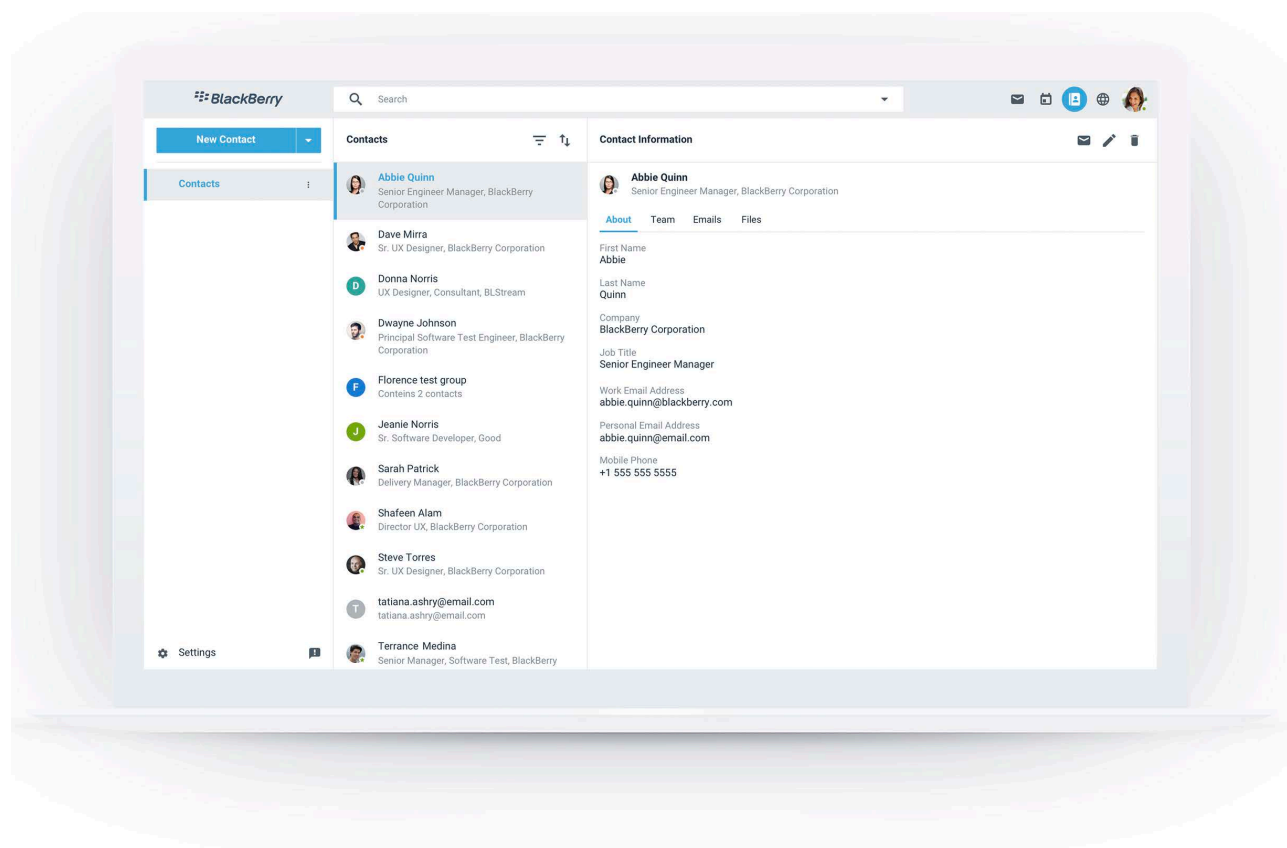 BlackBerry
Search
New Contact
Contacts
Settings
Contacts
Abbie Quinn
Senior Engineer Manager, BlackBerry
Corporation
Dave Mirra
Sr. UX Designer, BlackBerry Corporation
D
Donna Norris
UX Designer, Consultant, BLStream
Dwayne Johnson
Principal Software Test Engineer, BlackBerry
Corporation
F
Florence test group
Conteins 2 contacts
J
Jeanie Norris
Sr. Software Developer, Good
Sarah Patrick
Delivery Manager, BlackBerry Corporation
Shafeen Alam
Director UX, BlackBerry Corporation
Steve Torres
Sr. UX Designer, BlackBerry Corporation
T
tatiana.ashry@email.com
tatiana.ashry@email.com
Terrance Medina
Senior Manager, Software Test, BlackBerry
Contact Information
Abbie Quinn
Senior Engineer Manager, BlackBerry Corporation
About Team Emails Files
First Name
Abbie
Last Name
Quinn
Company
BlackBerry Corporation
Job Title
Senior Engineer Manager
Work Email Address
abbie.quinn@blackberry.com
Personal Email Address
abbie.quinn@email.com
Mobile Phone
+1 555 555 5555